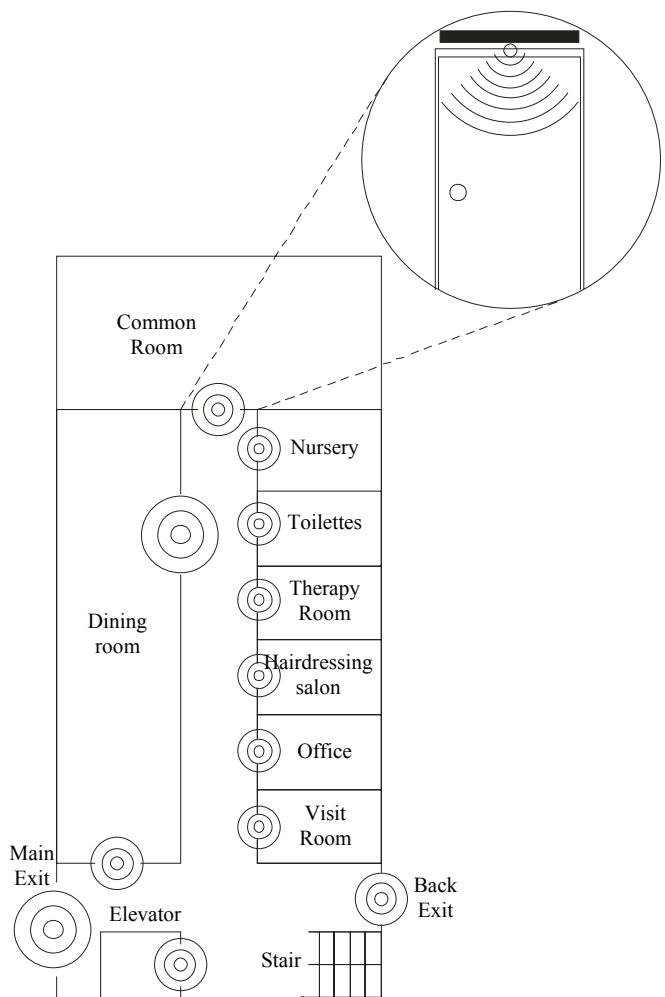 Common
Room
Nursery
Toilettes
Therapy
Room
Dining
room
Hairdressing
salon
Office
Visit
Room
Main
Exit
Back
Exit
Elevator
Stair